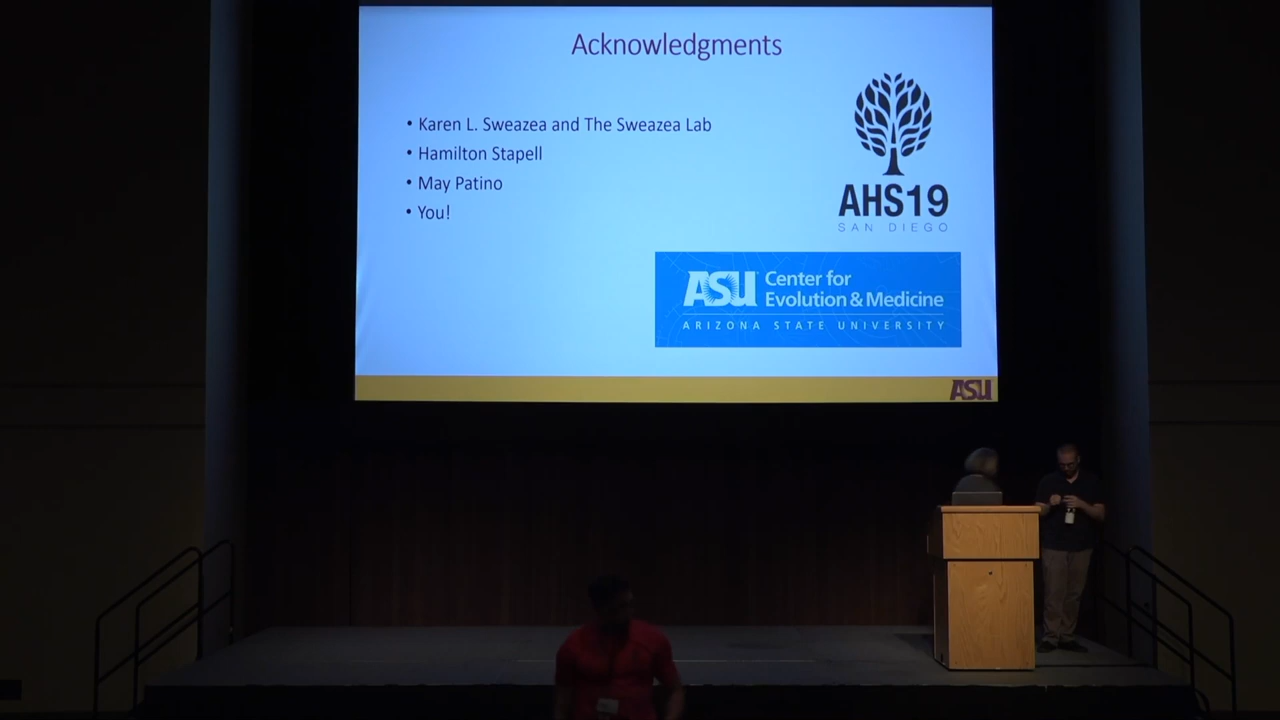 Acknowledgments
• Karen L. Sweazea and The Sweazea Lab
• Hamilton Stapell
• May Patino
• You!
AHS19
SAN DIEGO
ASU Center for
Evolution & Medicine
ARIZONA STATE UNIVERSITY
ASU